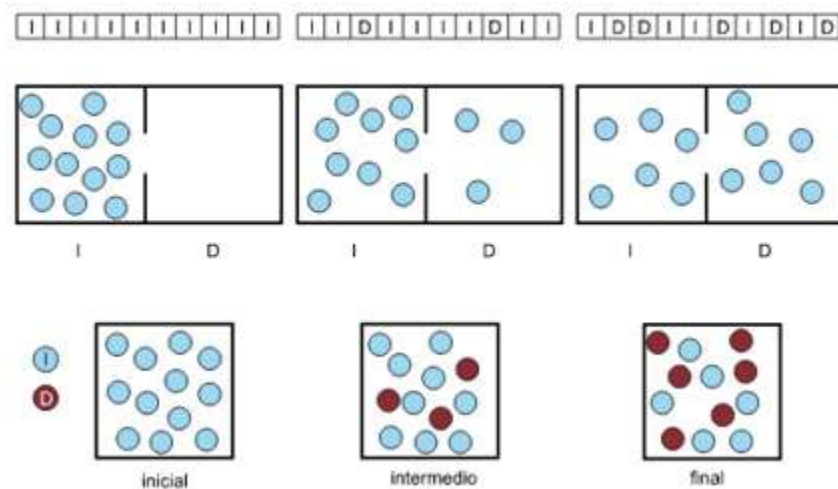 I I I I I I I I I I
I I D I I I I D I I
I D D I I D I D I D
I D
I D
I D
I
D
inicial intermedio final